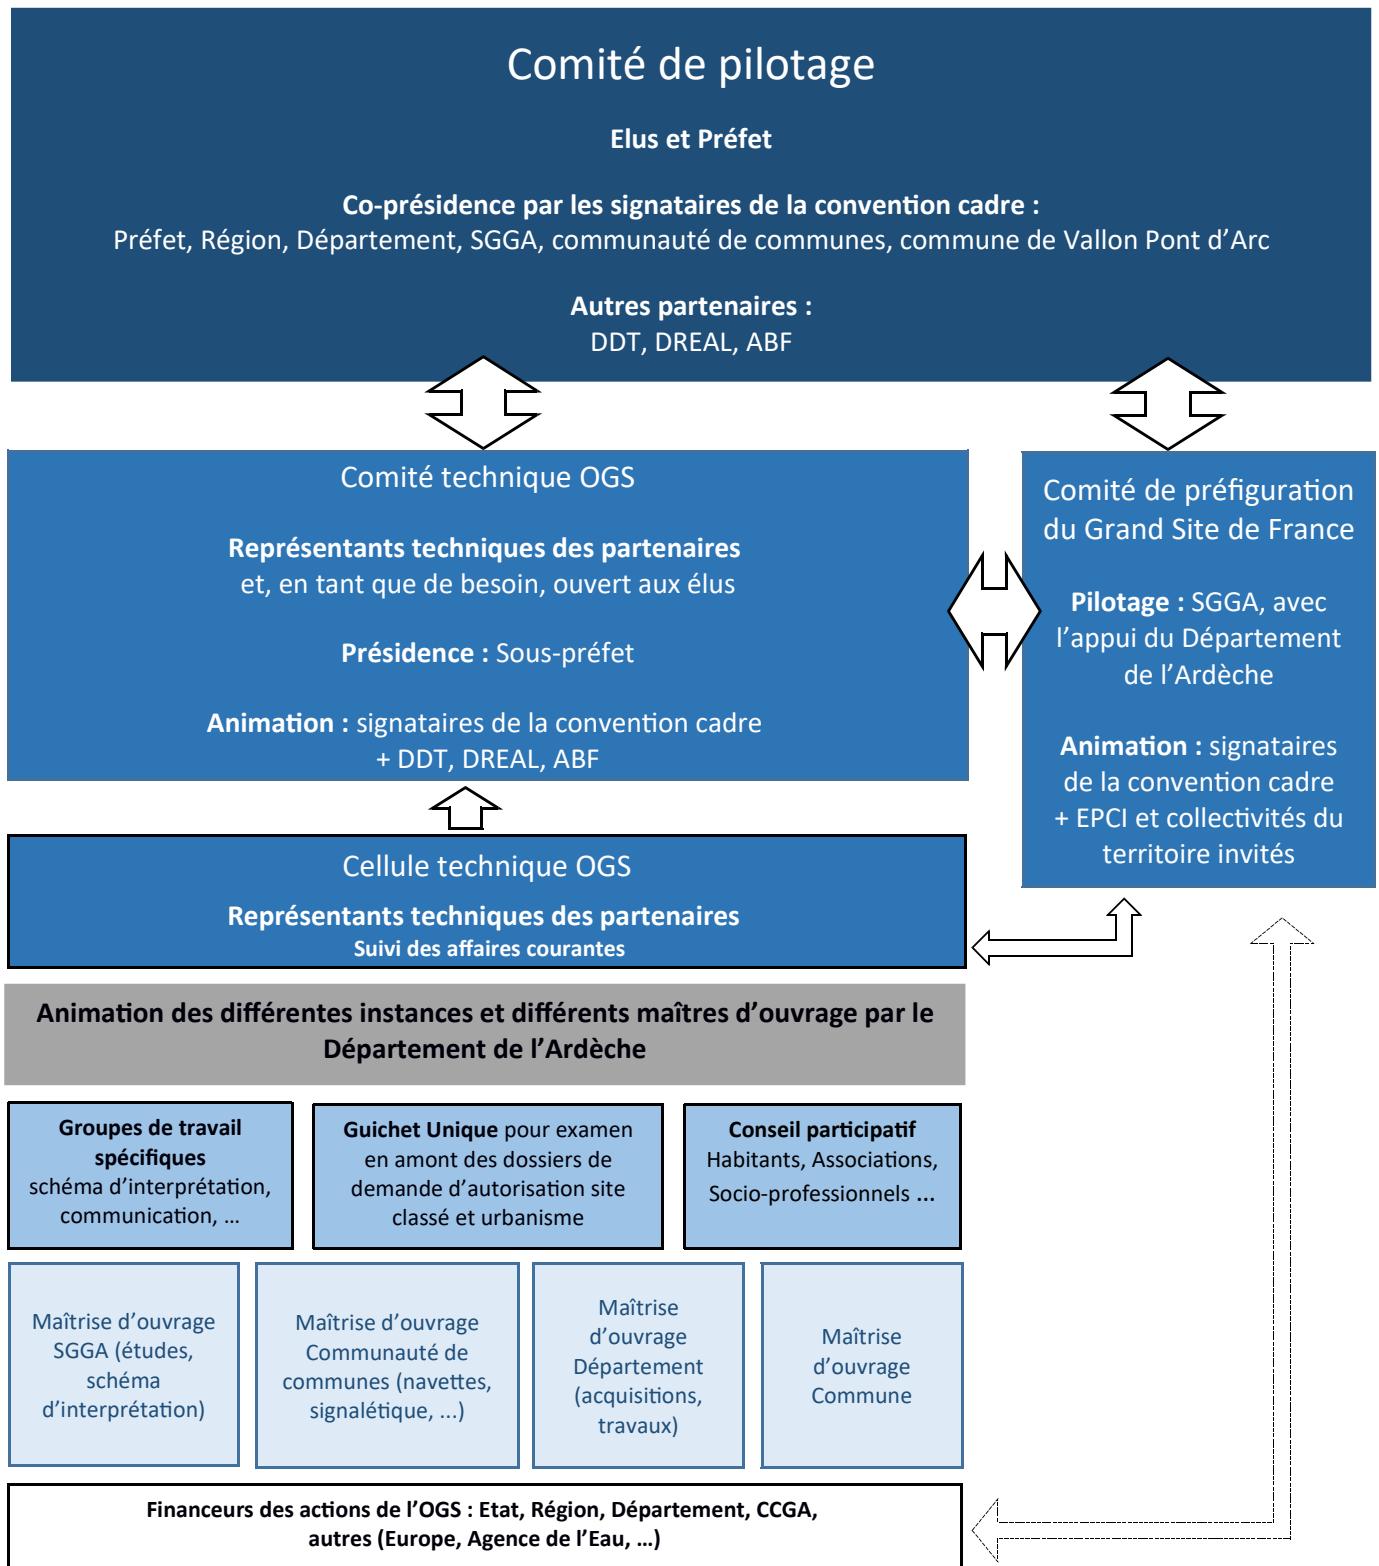 Comité de pilotage
Elus et Préfet
Co-présidence par les signataires de la convention cadre :
Préfet, Région, Département, SGGA, communauté de communes, commune de Vallon Pont d’Arc
Autres partenaires :
DDT, DREAL, ABF
Comité technique OGS
Représentants techniques des partenaires
et, en tant que de besoin, ouvert aux élus
Présidence : Sous-préfet
Animation : signataires de la convention cadre
+ DDT, DREAL, ABF
Comité de préfiguration
du Grand Site de France
Pilotage : SGGA, avec
l’appui du Département
de l’Ardèche
Animation : signataires
de la convention cadre
+ EPCI et collectivités du
territoire invités
Cellule technique OGS
Représentants techniques des partenaires
Suivi des affaires courantes
Animation des différentes instances et différents maîtres d’ouvrage par le
Département de l’Ardèche
Groupes de travail
spécifiques
schéma d’interprétation,
communication, ...
Guichet Unique pour examen
en amont des dossiers de
demande d’autorisation site
classé et urbanisme
Conseil participatif
Habitants, Associations,
Socio-professionnels ...
Maîtrise d’ouvrage
SGGA (études,
schéma
d’interprétation)
Maîtrise d’ouvrage
Communauté de
communes (navettes,
signalétique, ...)
Maîtrise
d’ouvrage
Département
(acquisitions,
travaux)
Maîtrise
d’ouvrage
Commune
Financeurs des actions de l’OGS : Etat, Région, Département, CCGA,
autres (Europe, Agence de l’Eau, ...)